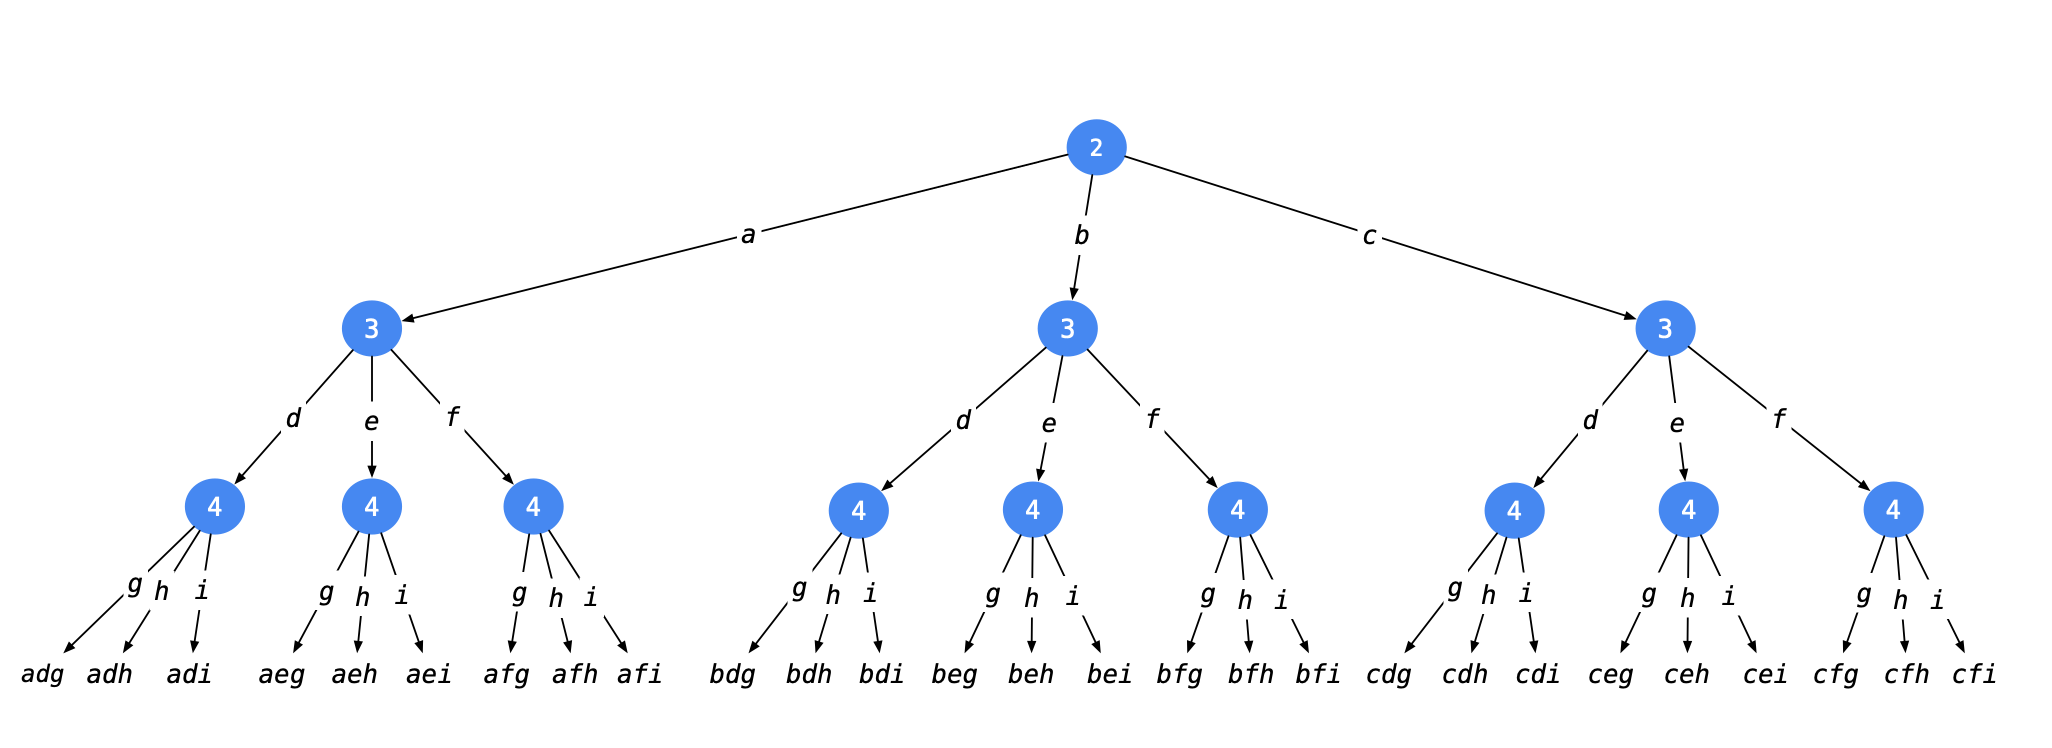 2
a b c
3 3 3
d e f d e f d e f
4 4 4 4 4 4 4 4 4
g h i g h i g h i g h i g h i g h i g h i g h i g h i
adg adh adi aeg aeh aei afg afh afi bdg bdh bdi beg beh bei bfg bfh bfi cdg cdh cdi ceg ceh cei cfg cfh cfi